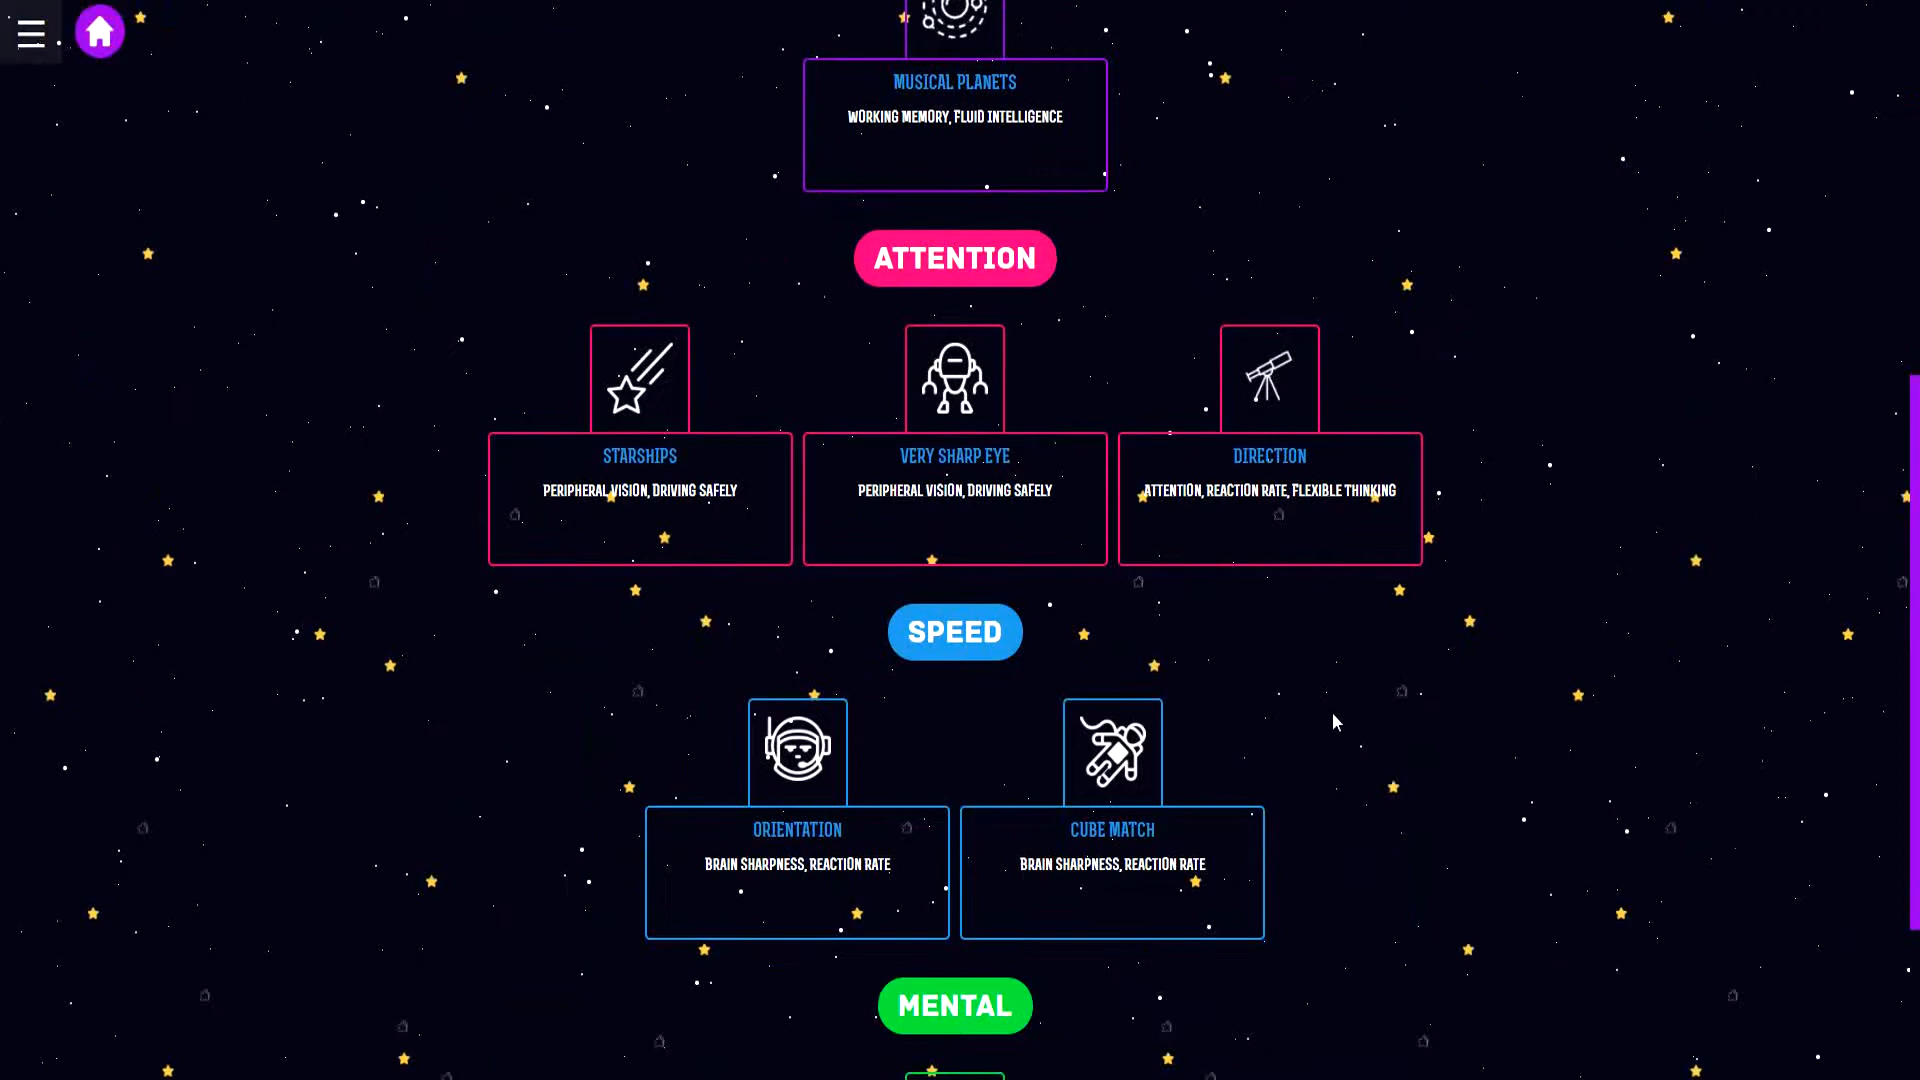 MUSICAL PLANETS
WORKING MEMORY, FLUID INTELLIGENCE
ATTENTION
STARSHIPS
PERIPHERAL VISION, DRIVING SAFELY
VERY SHARP EYE
PERIPHERAL VISION, DRIVING SAFELY
DIRECTION
ATTENTION, REACTION RATE, FLEXIBLE THINKING
SPEED
ORIENTATION
BRAIN SHARPNESS, REACTION RATE
CUBE MATCH
BRAIN SHARPNESS, REACTION RATE
MENTAL